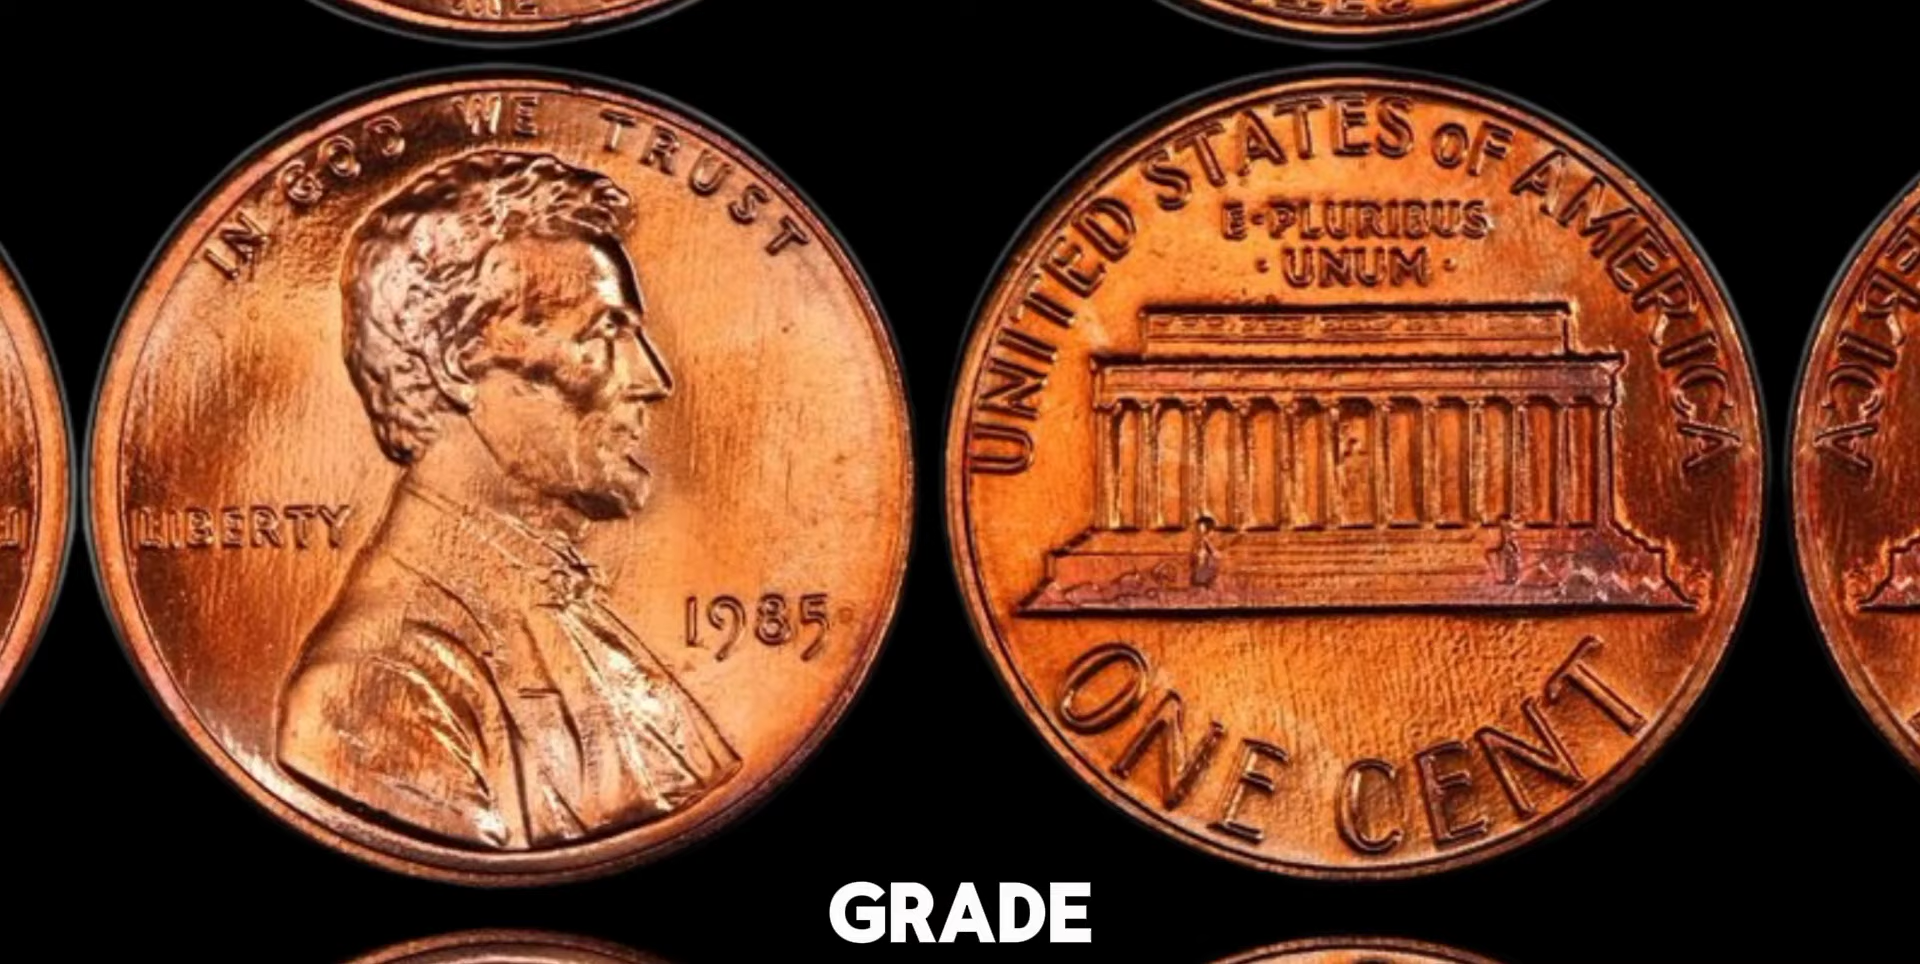 IN GOD WE TRUST
LIBERTY
1985
UNITED STATES OF AMERICA
E·PLURIBUS
·UNUM·
ONE CENT
GRADE